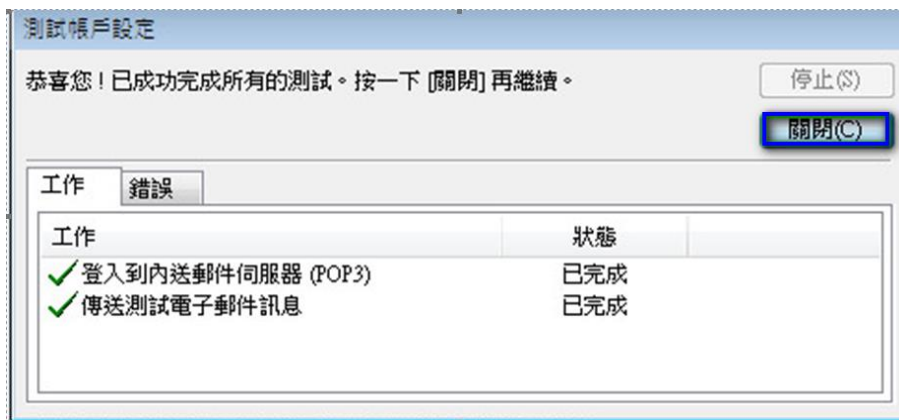 測試帳戶設定
恭喜您!已成功完成所有的測試。按一下 [關閉] 再繼續。
停止(S)
關閉(C)
工作 錯誤
工作 狀態
登入到內送郵件伺服器 (POP3) 已完成
傳送測試電子郵件訊息 已完成